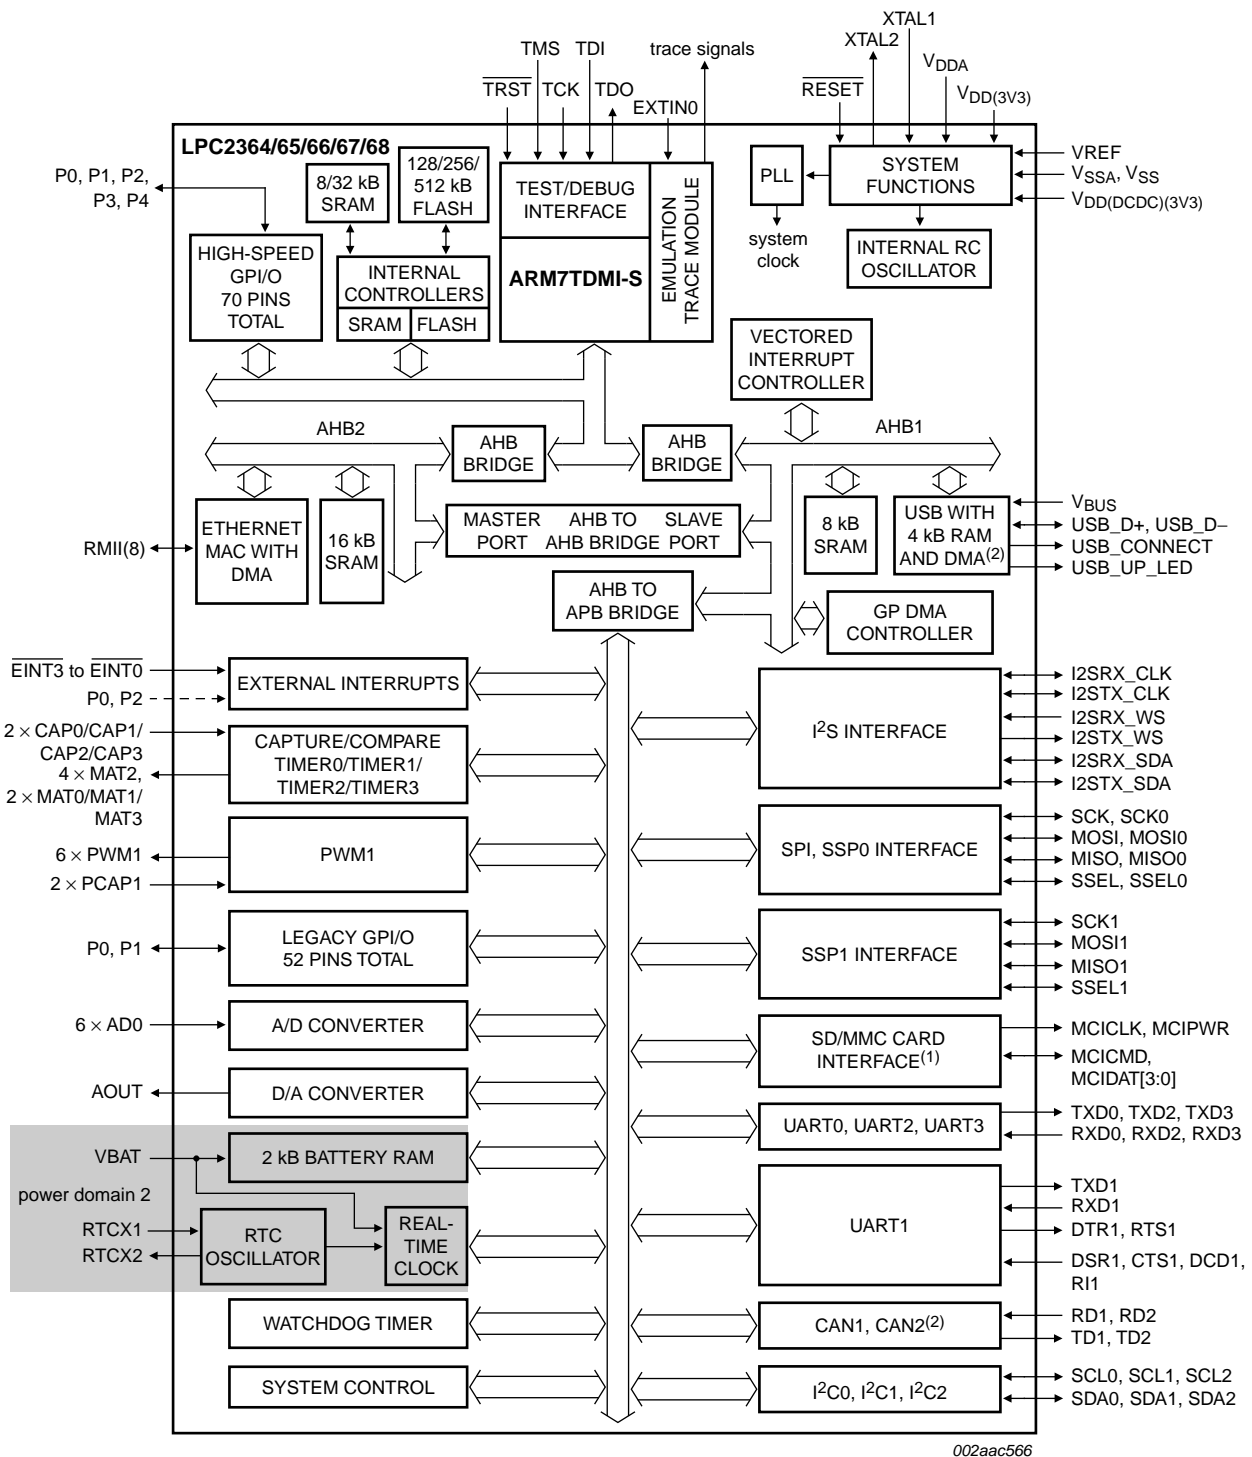 XTAL1
XTAL2
TMS TDI trace signals
VDDA
TRST TCK TDO RESET
VDD(3V3)
EXTIN0
LPC2364/65/66/67/68
P0, P1, P2,
P3, P4
8/32 kB
SRAM
128/256/
512 kB
FLASH
TEST/DEBUG
INTERFACE
EMULATION
TRACE MODULE
PLL
SYSTEM
FUNCTIONS
VREF
VSSA, VSS
VDD(DCDC)(3V3)
system
clock
INTERNAL RC
OSCILLATOR
HIGH-SPEED
GPI/O
70 PINS
TOTAL
INTERNAL
CONTROLLERS
SRAM FLASH
ARM7TDMI-S
VECTORED
INTERRUPT
CONTROLLER
AHB2
AHB
BRIDGE
AHB
BRIDGE
AHB1
ETHERNET
MAC WITH
DMA
RMII(8)
16 kB
SRAM
MASTER
PORT
AHB TO
AHB BRIDGE
SLAVE
PORT
8 kB
SRAM
USB WITH
4 kB RAM
AND DMA(2)
VBUS
USB_D+, USB_D−
USB_CONNECT
USB_UP_LED
AHB TO
APB BRIDGE
GP DMA
CONTROLLER
EINT3 to EINT0
P0, P2
EXTERNAL INTERRUPTS
I2S INTERFACE
I2SRX_CLK
I2STX_CLK
I2SRX_WS
I2STX_WS
I2SRX_SDA
I2STX_SDA
2 × CAP0/CAP1/
CAP2/CAP3
4 × MAT2,
2 × MAT0/MAT1/
MAT3
CAPTURE/COMPARE
TIMER0/TIMER1/
TIMER2/TIMER3
6 × PWM1
2 × PCAP1
PWM1
SPI, SSP0 INTERFACE
SCK, SCK0
MOSI, MOSI0
MISO, MISO0
SSEL, SSEL0
P0, P1
LEGACY GPI/O
52 PINS TOTAL
SSP1 INTERFACE
SCK1
MOSI1
MISO1
SSEL1
6 × AD0
A/D CONVERTER
SD/MMC CARD
INTERFACE(1)
MCICLK, MCIPWR
MCICMD,
MCIDAT[3:0]
AOUT
D/A CONVERTER
UART0, UART2, UART3
TXD0, TXD2, TXD3
RXD0, RXD2, RXD3
VBAT
2 kB BATTERY RAM
power domain 2
RTCX1
RTCX2
RTC
OSCILLATOR
REAL-
TIME
CLOCK
UART1
TXD1
RXD1
DTR1, RTS1
DSR1, CTS1, DCD1,
RI1
WATCHDOG TIMER
CAN1, CAN2(2)
RD1, RD2
TD1, TD2
SYSTEM CONTROL
I2C0, I2C1, I2C2
SCL0, SCL1, SCL2
SDA0, SDA1, SDA2
002aac566